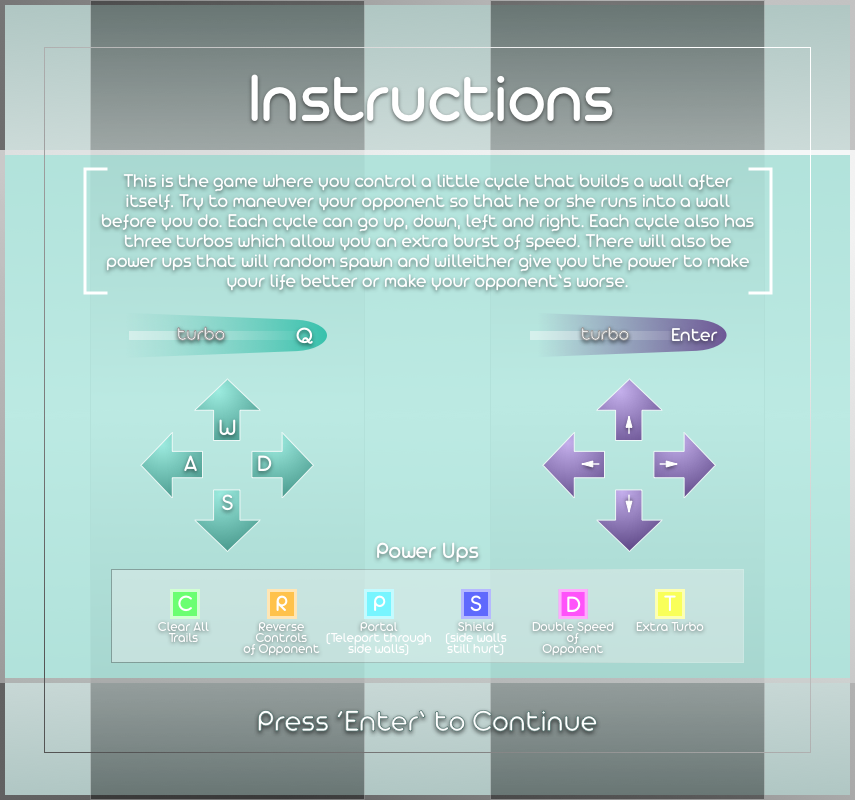 Instructions
This is the game where you control a little cycle that builds a wall after
itself. Try to maneuver your opponent so that he or she runs into a wall
before you do. Each cycle can go up, down, left and right. Each cycle also has
three turbos which allow you an extra burst of speed. There will also be
power ups that will random spawn and willeither give you the power to make
your life better or make your opponent`s worse.
turbo Q
turbo Enter
W
A D
S
Power Ups
C R P S D T
Clear All
Trails
Reverse
Controls
of Opponent
Portal
(Teleport through
side walls)
Shield
(side walls
still hurt)
Double Speed
of
Opponent
Extra Turbo
Press ‘Enter` to Continue